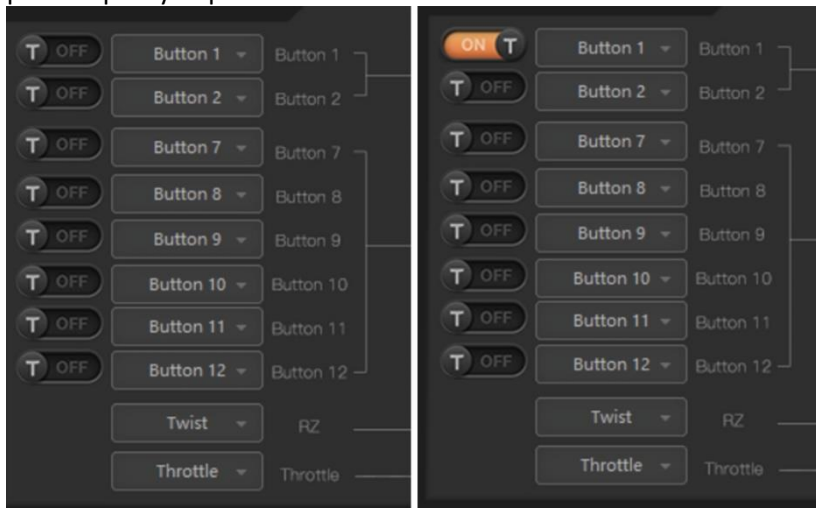 T OFF Button 1 Button 1
T OFF Button 2 Button 2
T OFF Button 7 Button 7
T OFF Button 8 Button 8
T OFF Button 9 Button 9
T OFF Button 10 Button 10
T OFF Button 11 Button 11
T OFF Button 12 Button 12
Twist RZ
Throttle Throttle
ON T Button 1 Button 1
T OFF Button 2 Button 2
T OFF Button 7 Button 7
T OFF Button 8 Button 8
T OFF Button 9 Button 9
T OFF Button 10 Button 10
T OFF Button 11 Button 11
T OFF Button 12 Button 12
Twist RZ
Throttle Throttle